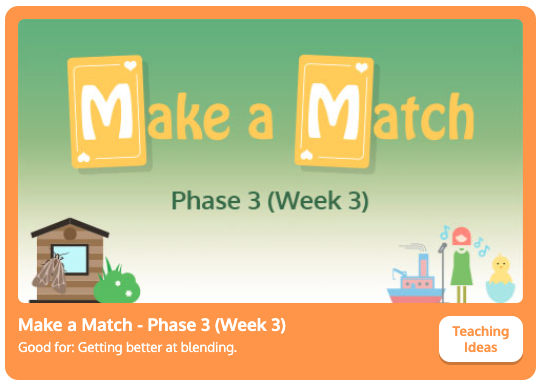 Make a Match
Phase 3 (Week 3)
Make a Match - Phase 3 (Week 3)
Good for: Getting better at blending.
Teaching
Ideas